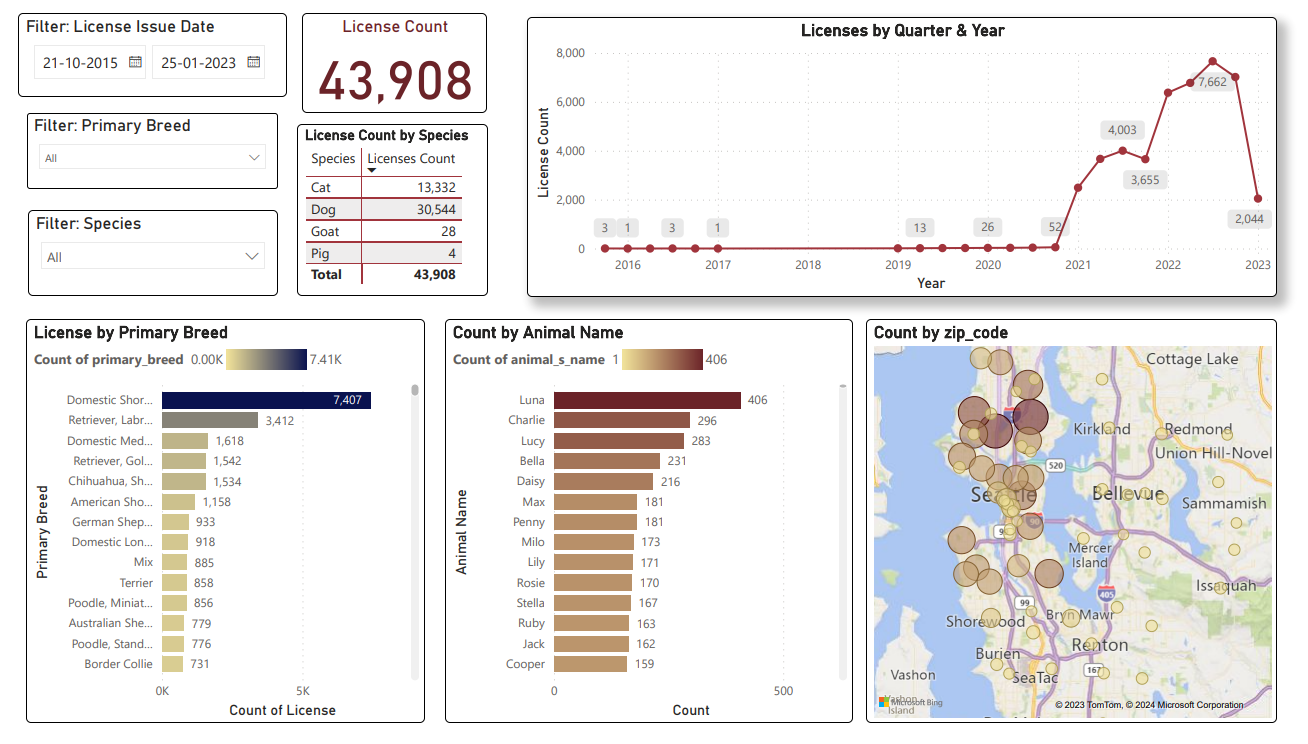 Filter: License Issue Date
21-10-2015 25-01-2023
Filter: Primary Breed
All
Filter: Species
All
License Count
43,908
License Count by Species
Species Licenses Count
Cat 13,332
Dog 30,544
Goat 28
Pig 4
Total 43,908
Licenses by Quarter & Year
License Count
8,000
6,000
4,000
2,000
0
3 1 3 1 13 26 52 4,003 3,655 7,662 2,044
2016 2017 2018 2019 2020 2021 2022 2023
Year
License by Primary Breed
Count of primary_breed 0.00K 7.41K
Primary Breed
Domestic Shor... 7,407
Retriever, Labr... 3,412
Domestic Med... 1,618
Retriever, Gol... 1,542
Chihuahua, Sh... 1,534
American Sho... 1,158
German Shep... 933
Domestic Lon... 918
Mix 885
Terrier 858
Poodle, Miniat... 856
Australian She... 779
Poodle, Stand... 776
Border Collie 731
0K 5K
Count of License
Count by Animal Name
Count of animal_s_name 1 406
Animal Name
Luna 406
Charlie 296
Lucy 283
Bella 231
Daisy 216
Max 181
Penny 181
Milo 173
Lily 171
Rosie 170
Stella 167
Ruby 163
Jack 162
Cooper 159
0 500
Count
Count by zip_code
Cottage Lake
Kirkland Redmond
Union Hill-Novel
520
Seattle Bellevue
Sammamish
90
Mercer
Island
Issaquah
405
99
Shorewood Bryn Mawr
Renton
Burien
167
Vashon SeaTac
Vashon
Island
Microsoft Bing
© 2023 TomTom, © 2024 Microsoft Corporation